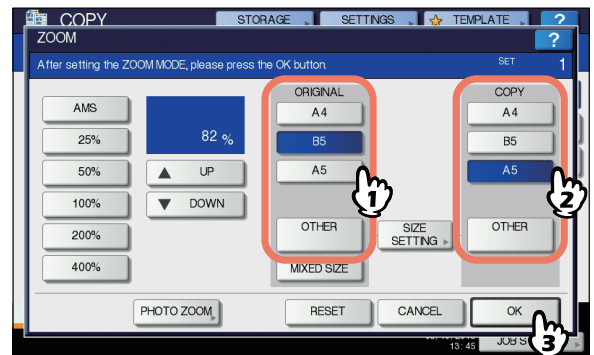 COPY
STORAGE
SETTINGS
TEMPLATE
?
ZOOM
?
After setting the ZOOM MODE, please press the OK button.
SET
1
ORIGINAL
COPY
AMS
A4
A4
25%
82 %
B5
B5
50%
UP
A5
A5
1
2
100%
DOWN
200%
OTHER
SIZE
SETTING
OTHER
400%
MIXED SIZE
PHOTO ZOOM
RESET
CANCEL
OK
3
13: 45
JOB S